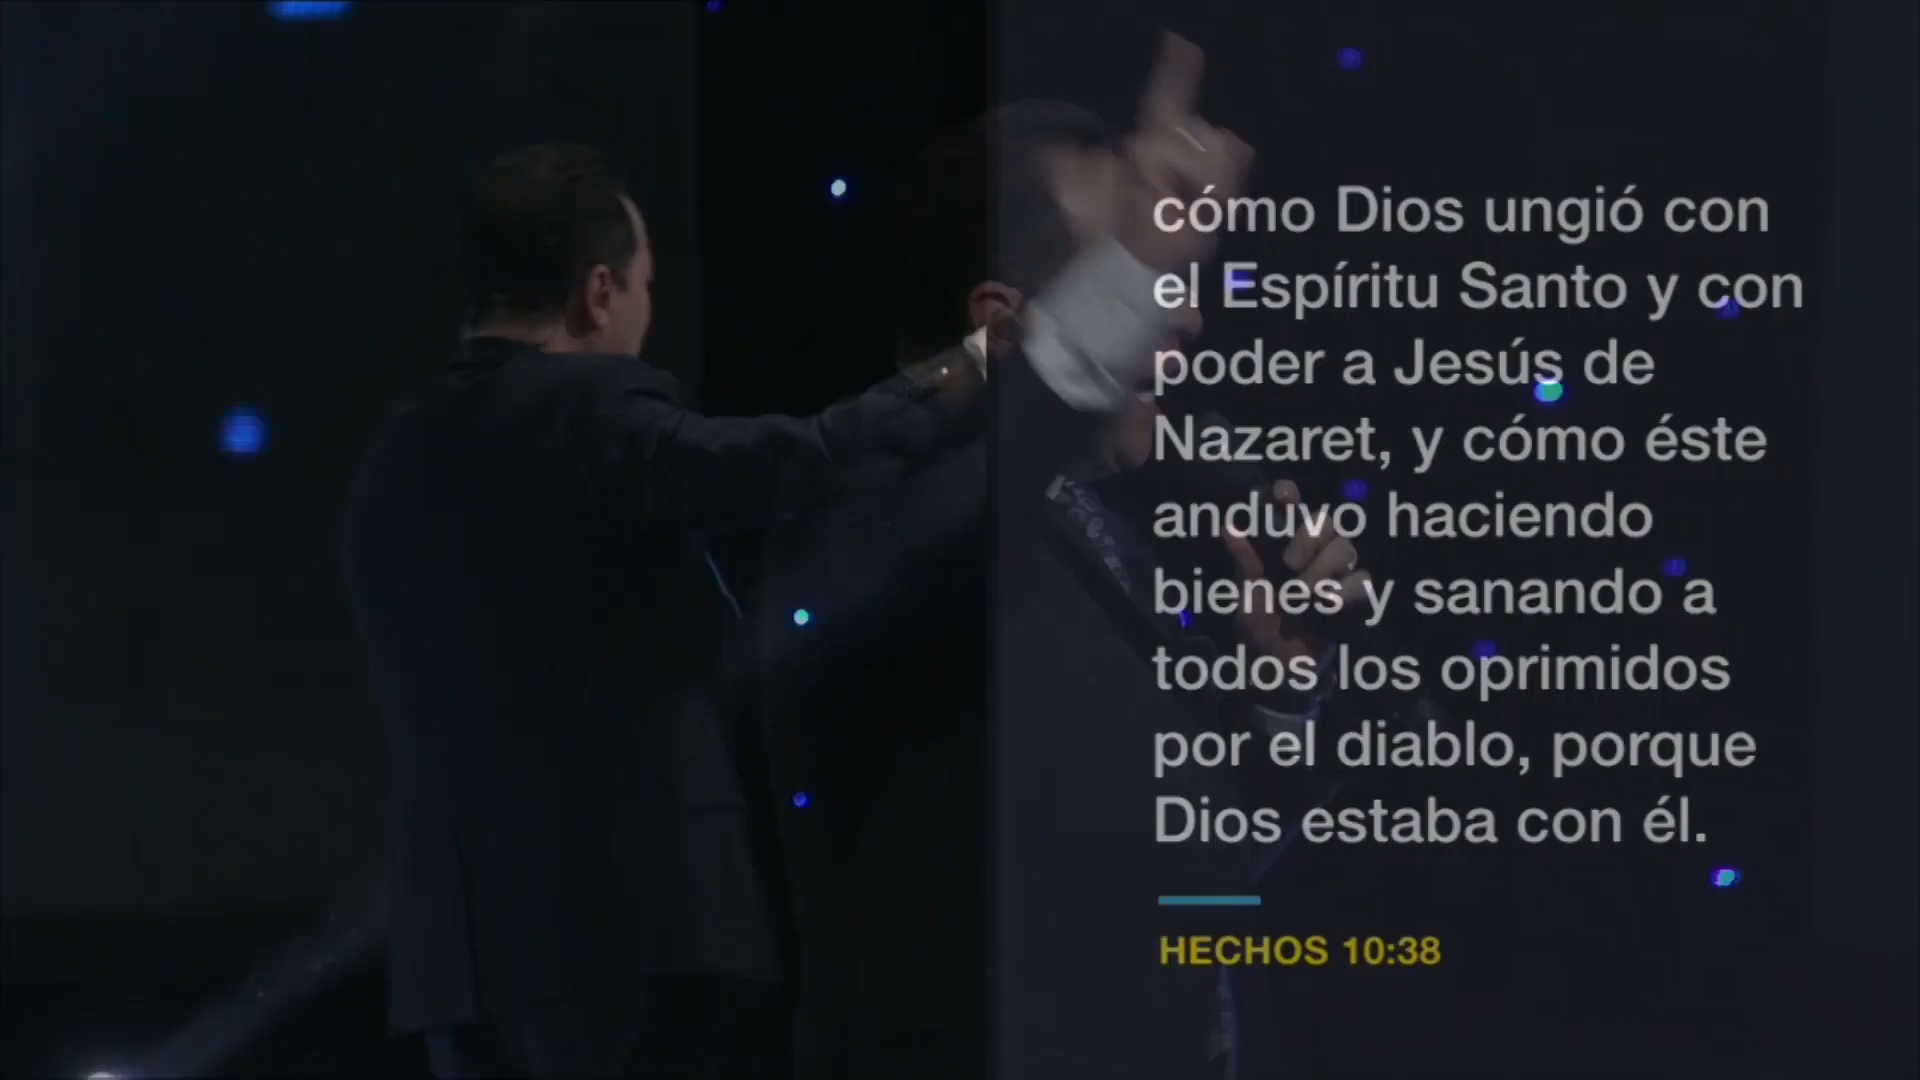 cómo Dios ungió con
el Espíritu Santo y con
poder a Jesús de
Nazaret, y cómo éste
anduvo haciendo
bienes y sanando a
todos los oprimidos
por el diablo, porque
Dios estaba con él.
HECHOS 10:38